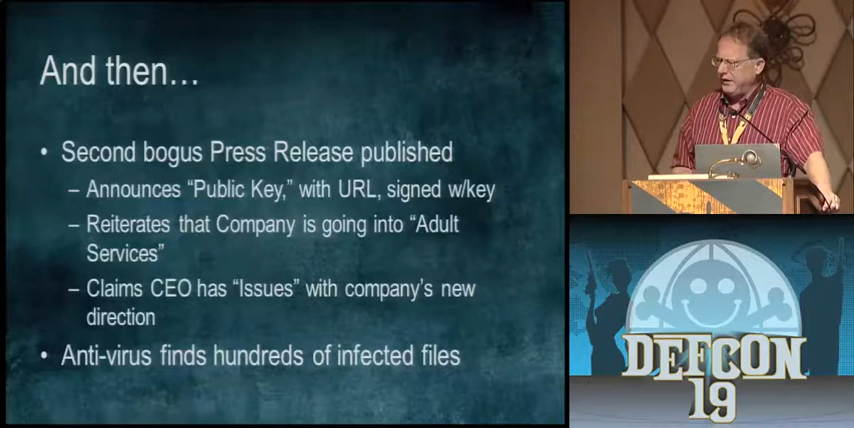 And then…
• Second bogus Press Release published
– Announces “Public Key,” with URL, signed w/key
– Reiterates that Company is going into “Adult
Services”
– Claims CEO has “Issues” with company’s new
direction
• Anti-virus finds hundreds of infected files
DEFCON
19